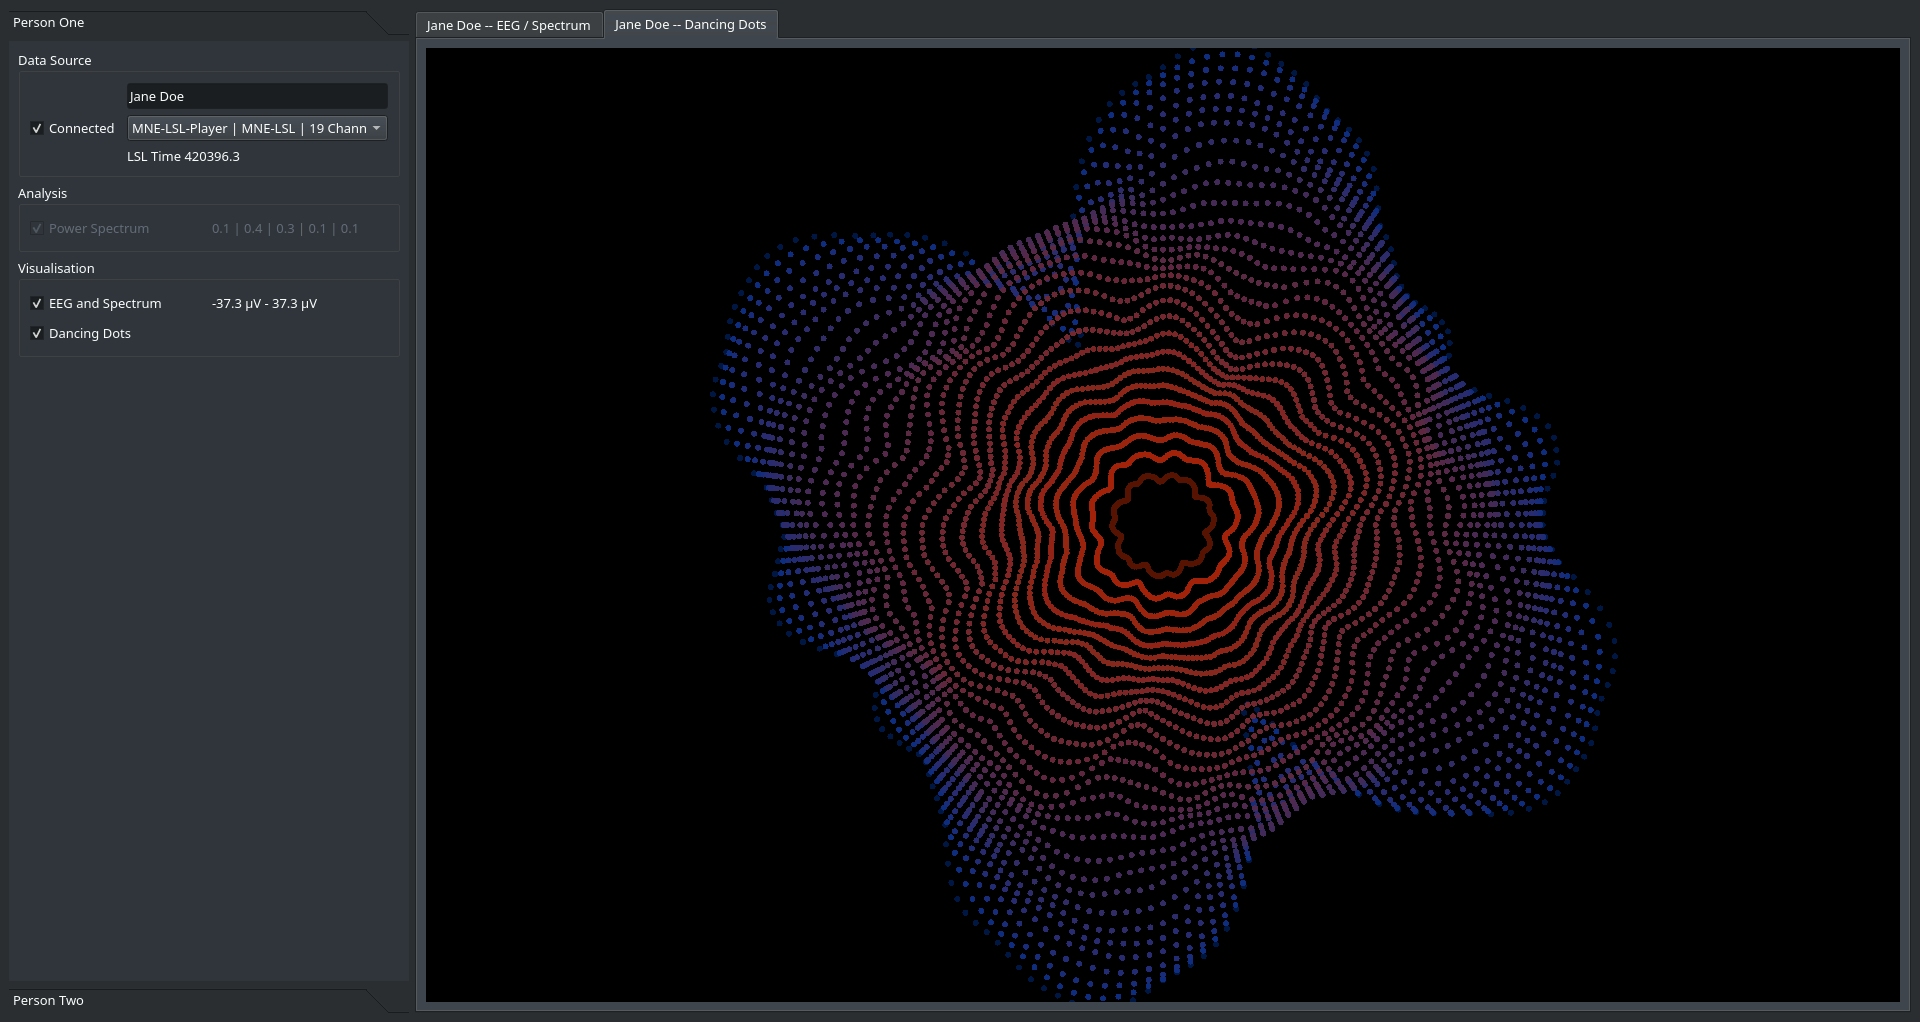 Person One
Data Source
Jane Doe
Connected
MNE-LSL-Player | MNE-LSL | 19 Chann
LSL Time 420396.3
Analysis
Power Spectrum 0.1 | 0.4 | 0.3 | 0.1 | 0.1
Visualisation
EEG and Spectrum -37.3 µV - 37.3 µV
Dancing Dots
Person Two
Jane Doe -- EEG / Spectrum
Jane Doe -- Dancing Dots